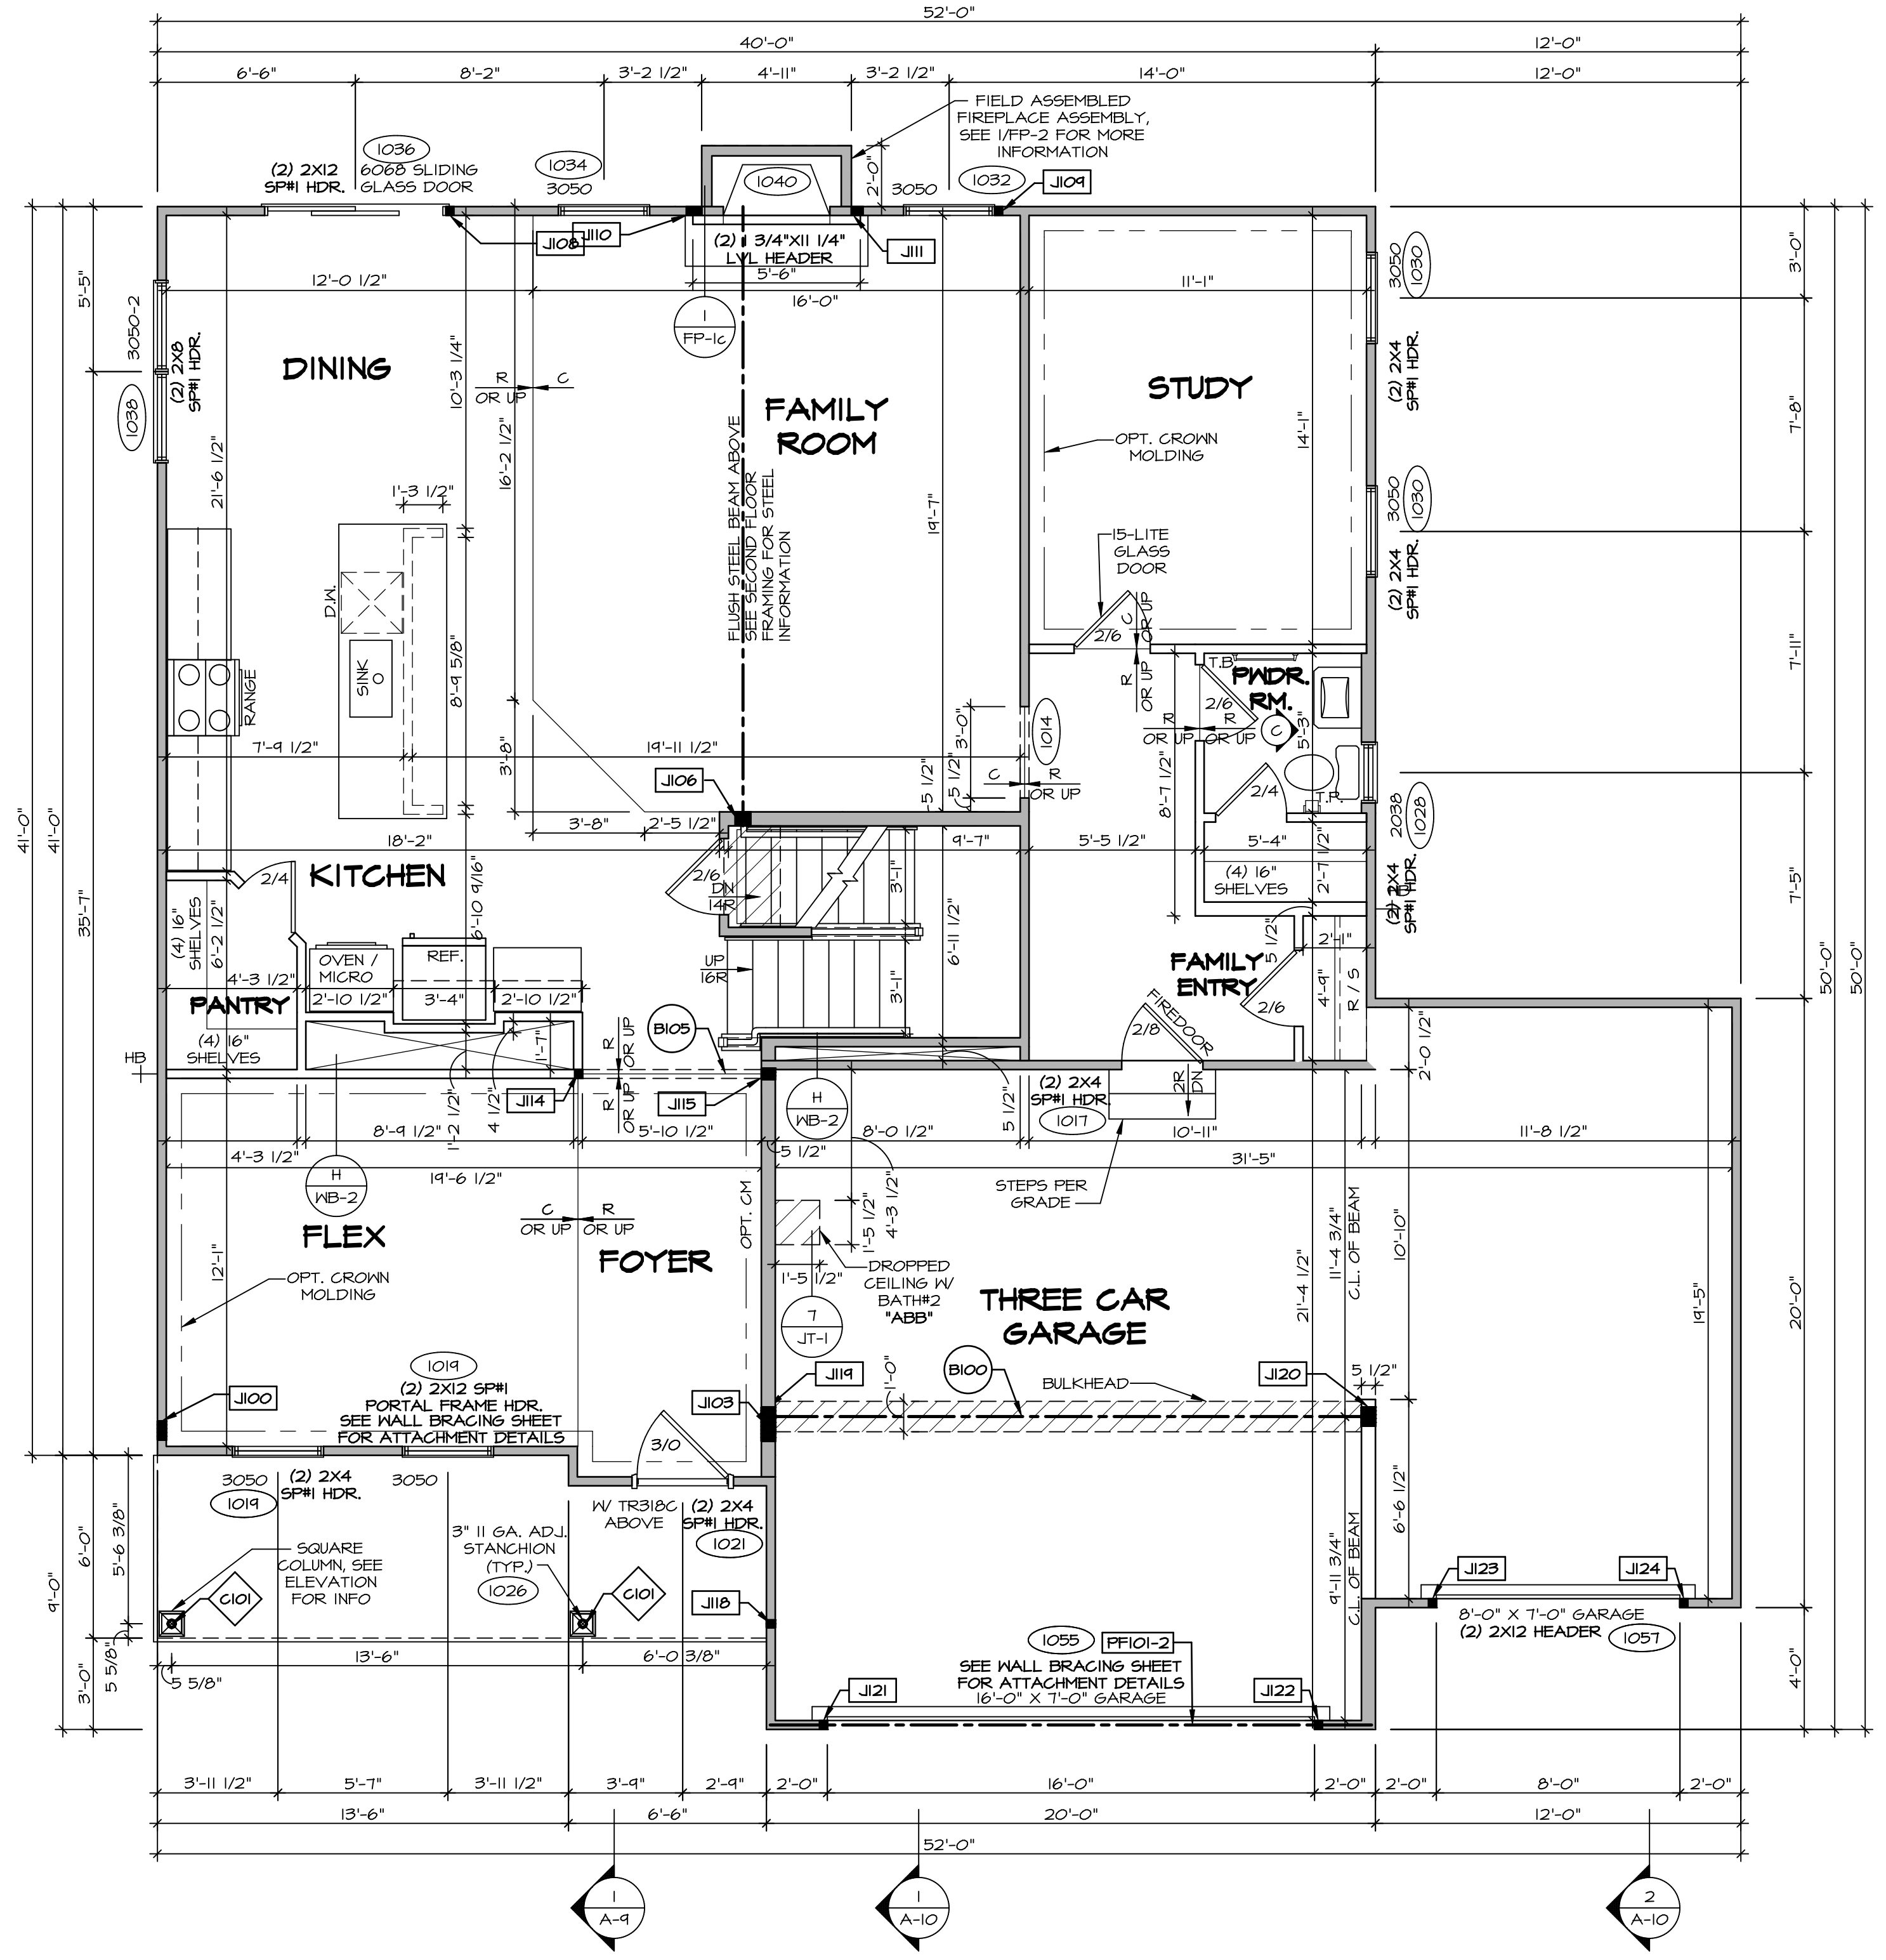 52'-0"
40'-0"
12'-0"
6'-6"
8'-2"
3'-2 1/2"
4'-11"
3'-2 1/2"
14'-0"
12'-0"
FIELD ASSEMBLED
FIREPLACE ASSEMBLY,
SEE 1/FP-2 FOR MORE
INFORMATION
1036
(2) 2X12
SP#1 HDR.
6068 SLIDING
GLASS DOOR
1034
3050
1040
2'-0"
3050
1032
J109
J108
J110
(2) 1 3/4"X11 1/4"
LVL HEADER
5'-6"
J111
12'-0 1/2"
16'-0"
11'-1"
1
FP-1c
5'-5"
3050-2
(2) 2X8
SP#1 HDR.
1038
DINING
10'-3 1/4"
R
C
OR UP
FAMILY
ROOM
STUDY
3050
1030
(2) 2X4
SP#1 HDR.
3'-0"
7'-8"
OPT. CROWN
MOLDING
14'-1"
21'-6 1/2"
16'-2 1/2"
FLUSH STEEL BEAM ABOVE
SEE SECOND FLOOR
FRAMING FOR STEEL
INFORMATION
19'-7"
1'-3 1/2"
3050
1030
(2) 2X4
SP#1 HDR.
15-LITE
GLASS
DOOR
2/6
C
OR UP
R
OR UP
D.W.
SINK
RANGE
8'-9 5/8"
7'-9 1/2"
19'-11 1/2"
3'-8"
T.B.
PWDR.
RM.
2/6
R
OR UP
R
OR UP
C
5'-3"
7'-11"
3'-0"
1014
C
R
OR UP
5 1/2"
5 1/2"
8'-7 1/2"
2/4
T.P.
2038
1028
(2) 2X4
SP#1 HDR.
J106
3'-8"
2'-5 1/2"
18'-2"
9'-7"
5'-5 1/2"
5'-4"
41'-0"
41'-0"
35'-7"
KITCHEN
2/4
2/6
DN
14R
3'-1"
(4) 16"
SHELVES
2'-7 1/2"
7'-5"
(4) 16"
SHELVES
6'-2 1/2"
6'-10 9/16"
OVEN /
MICRO
REF.
UP
16R
3'-1"
6'-11 1/2"
FAMILY
ENTRY
5 1/2"
2'-1"
4'-9"
R / S
2/6
50'-0"
50'-0"
4'-3 1/2"
2'-10 1/2"
3'-4"
2'-10 1/2"
PANTRY
(4) 16"
SHELVES
1'-7"
R
OR UP
R
OR UP
B105
FIREDOOR
2/8
2'-0 1/2"
HB
J114
J115
H
WB-2
(2) 2X4
SP#1 HDR.
1017
2R
DN
5 1/2"
8'-9 1/2"
1'-2 1/2"
4 1/2"
5'-10 1/2"
8'-0 1/2"
10'-11"
11'-8 1/2"
4'-3 1/2"
19'-6 1/2"
5 1/2"
31'-5"
H
WB-2
STEPS PER
GRADE
C
R
OR UP
OR UP
OPT. CM
FLEX
FOYER
1'-5 1/2"
4'-3 1/2"
1'-5 1/2"
DROPPED
CEILING W/
BATH#2
"ABB"
7
JT-1
THREE CAR
GARAGE
21'-4 1/2"
11'-4 3/4"
C.L. OF BEAM
10'-10"
19'-5"
20'-0"
12'-1"
OPT. CROWN
MOLDING
1019
(2) 2X12 SP#1
PORTAL FRAME HDR.
SEE WALL BRACING SHEET
FOR ATTACHMENT DETAILS
J100
J103
J119
1'-0"
B100
BULKHEAD
J120
5 1/2"
3/0
3050
1019
(2) 2X4
SP#1 HDR.
3050
W/ TR318C
ABOVE
(2) 2X4
SP#1 HDR.
1021
6'-6 1/2"
9'-0"
6'-0"
5'-6 3/8"
SQUARE
COLUMN, SEE
ELEVATION
FOR INFO
C101
3" 11 GA. ADJ.
STANCHION
(TYP.)
1026
C101
J118
9'-11 3/4"
C.L. OF BEAM
J123
J124
8'-0" X 7'-0" GARAGE
(2) 2X12 HEADER
1057
3'-0"
5 5/8"
5 5/8"
13'-6"
6'-0 3/8"
1055
PF101-2
SEE WALL BRACING SHEET
FOR ATTACHMENT DETAILS
16'-0" X 7'-0" GARAGE
J121
J122
4'-0"
3'-11 1/2"
5'-7"
3'-11 1/2"
3'-9"
2'-9"
2'-0"
16'-0"
2'-0"
2'-0"
8'-0"
2'-0"
13'-6"
6'-6"
20'-0"
12'-0"
52'-0"
1
A-9
1
A-10
2
A-10